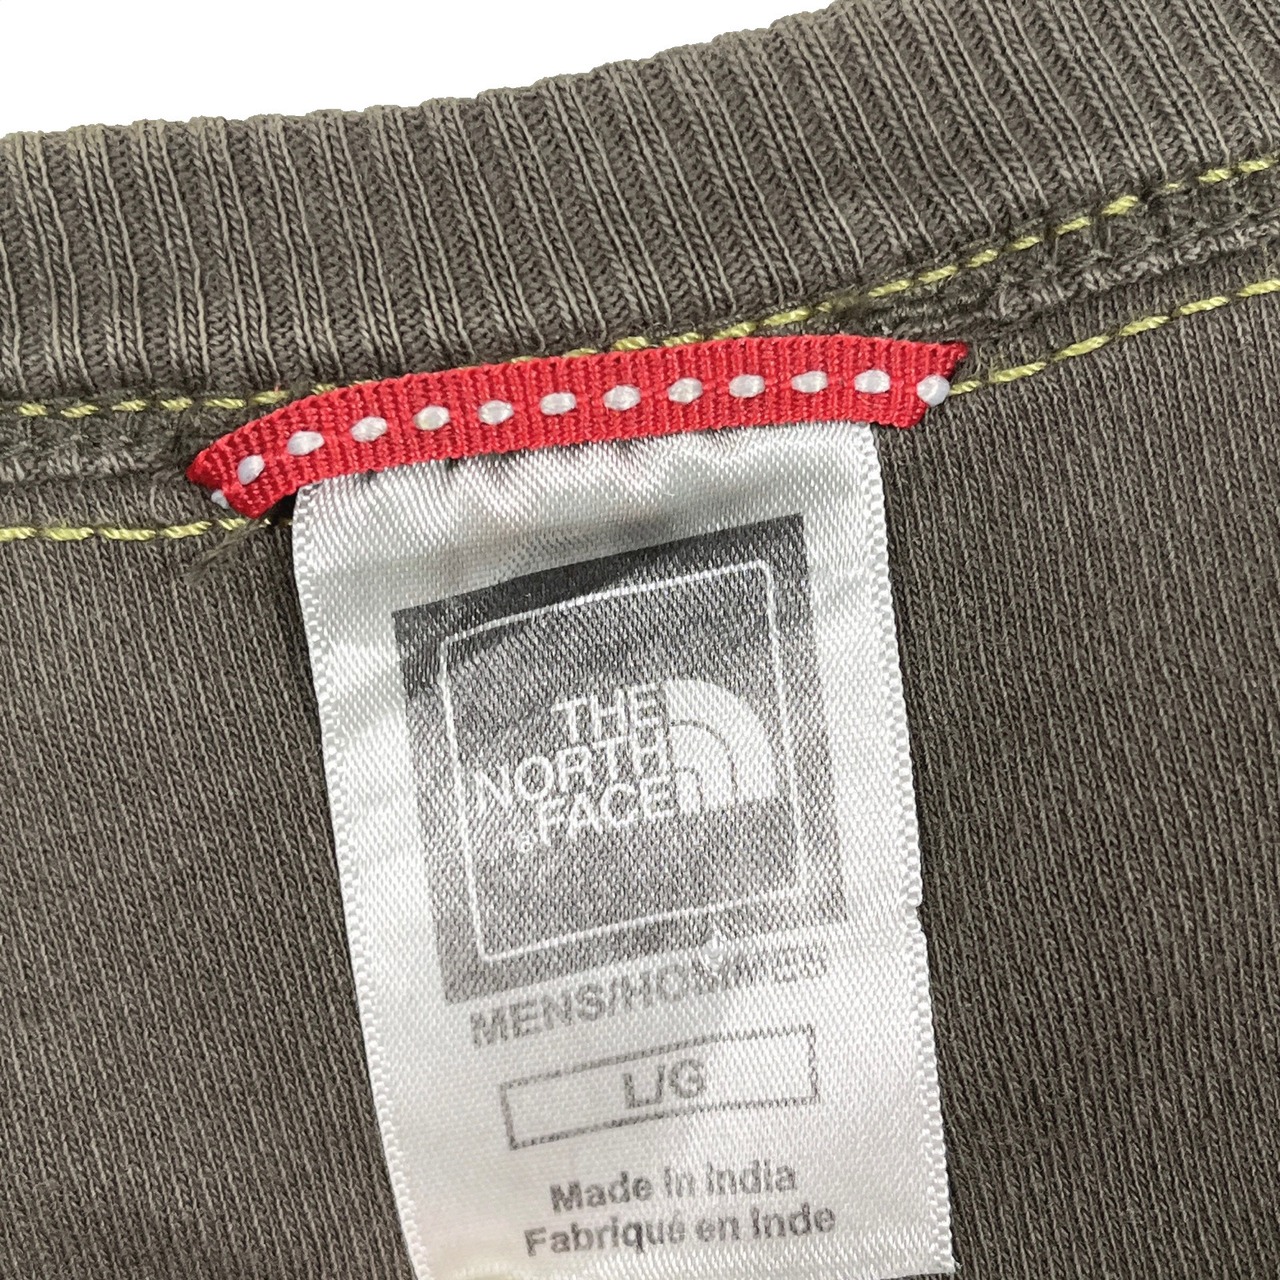 THE
NORTH
FACE
MENS/HOMMES
L/G
Made in India
Fabriqué en Inde